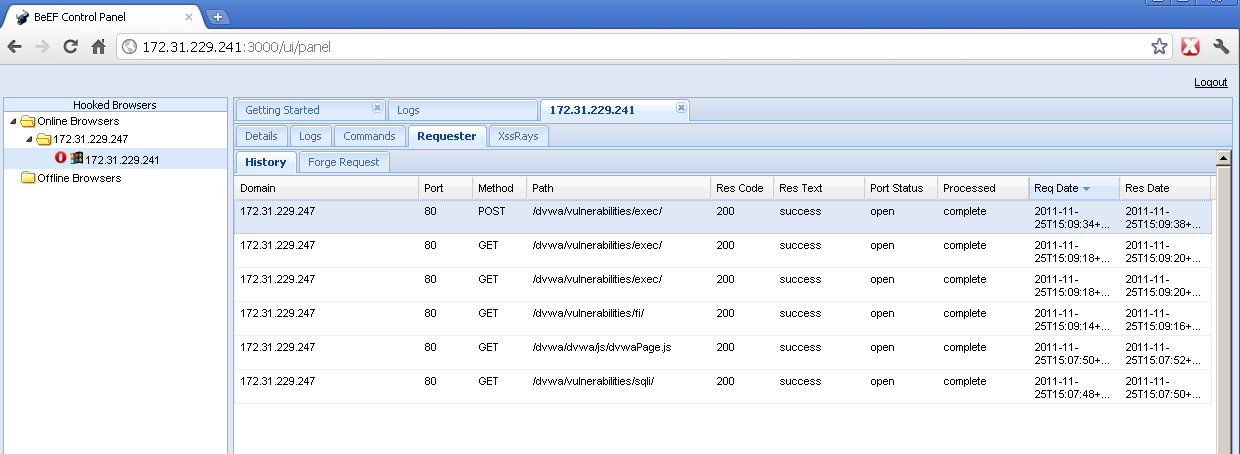 BeEF Control Panel
172.31.229.241:3000/ui/panel
Logout
Hooked Browsers
Online Browsers
172.31.229.247
172.31.229.241
Offline Browsers
Getting Started Logs 172.31.229.241
Details Logs Commands Requester XssRays
History Forge Request
Domain Port Method Path Res Code Res Text Port Status Processed Req Date Res Date
172.31.229.247 80 POST /dvwa/vulnerabilities/exec/ 200 success open complete 2011-11- 2011-11-
25T15:09:34+... 25T15:09:38+...
172.31.229.247 80 GET /dvwa/vulnerabilities/exec/ 200 success open complete 2011-11- 2011-11-
25T15:09:18+... 25T15:09:20+...
172.31.229.247 80 GET /dvwa/vulnerabilities/exec/ 200 success open complete 2011-11- 2011-11-
25T15:09:18+... 25T15:09:20+...
172.31.229.247 80 GET /dvwa/vulnerabilities/fi/ 200 success open complete 2011-11- 2011-11-
25T15:09:14+... 25T15:09:16+...
172.31.229.247 80 GET /dvwa/dvwa/js/dvwaPage.js 200 success open complete 2011-11- 2011-11-
25T15:07:50+... 25T15:07:52+...
172.31.229.247 80 GET /dvwa/vulnerabilities/sqli/ 200 success open complete 2011-11- 2011-11-
25T15:07:48+... 25T15:07:50+...